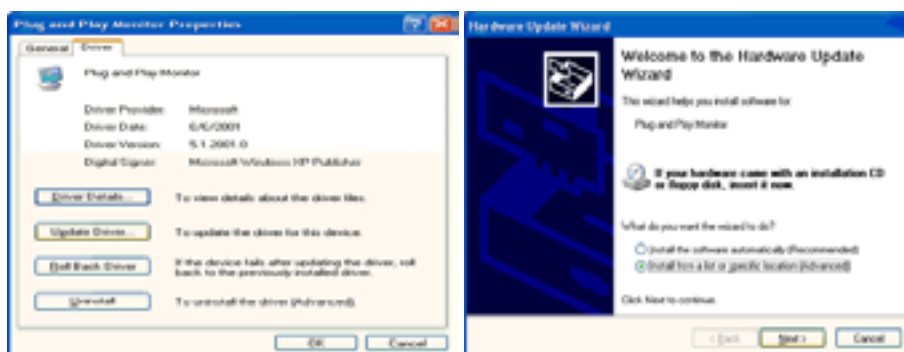 Plug and Play Monitor Properties
General Driver
Plug and Play Monitor
Driver Provider: Microsoft
Driver Date: 6/6/2001
Driver Version: 5.1.2001.0
Digital Signer: Microsoft Windows XP Publisher
Driver Details... To view details about the driver files.
Update Driver... To update the driver for this device.
Roll Back Driver If the device fails after updating the driver, roll
back to the previously installed driver.
Uninstall To uninstall the driver (Advanced).
OK Cancel
Hardware Update Wizard
Welcome to the Hardware Update
Wizard
This wizard helps you install software for:
Plug and Play Monitor
If your hardware came with an installation CD
or floppy disk, insert it now.
What do you want the wizard to do?
Install the software automatically (Recommended)
Install from a list or specific location (Advanced)
Click Next to continue.
< Back Next > Cancel